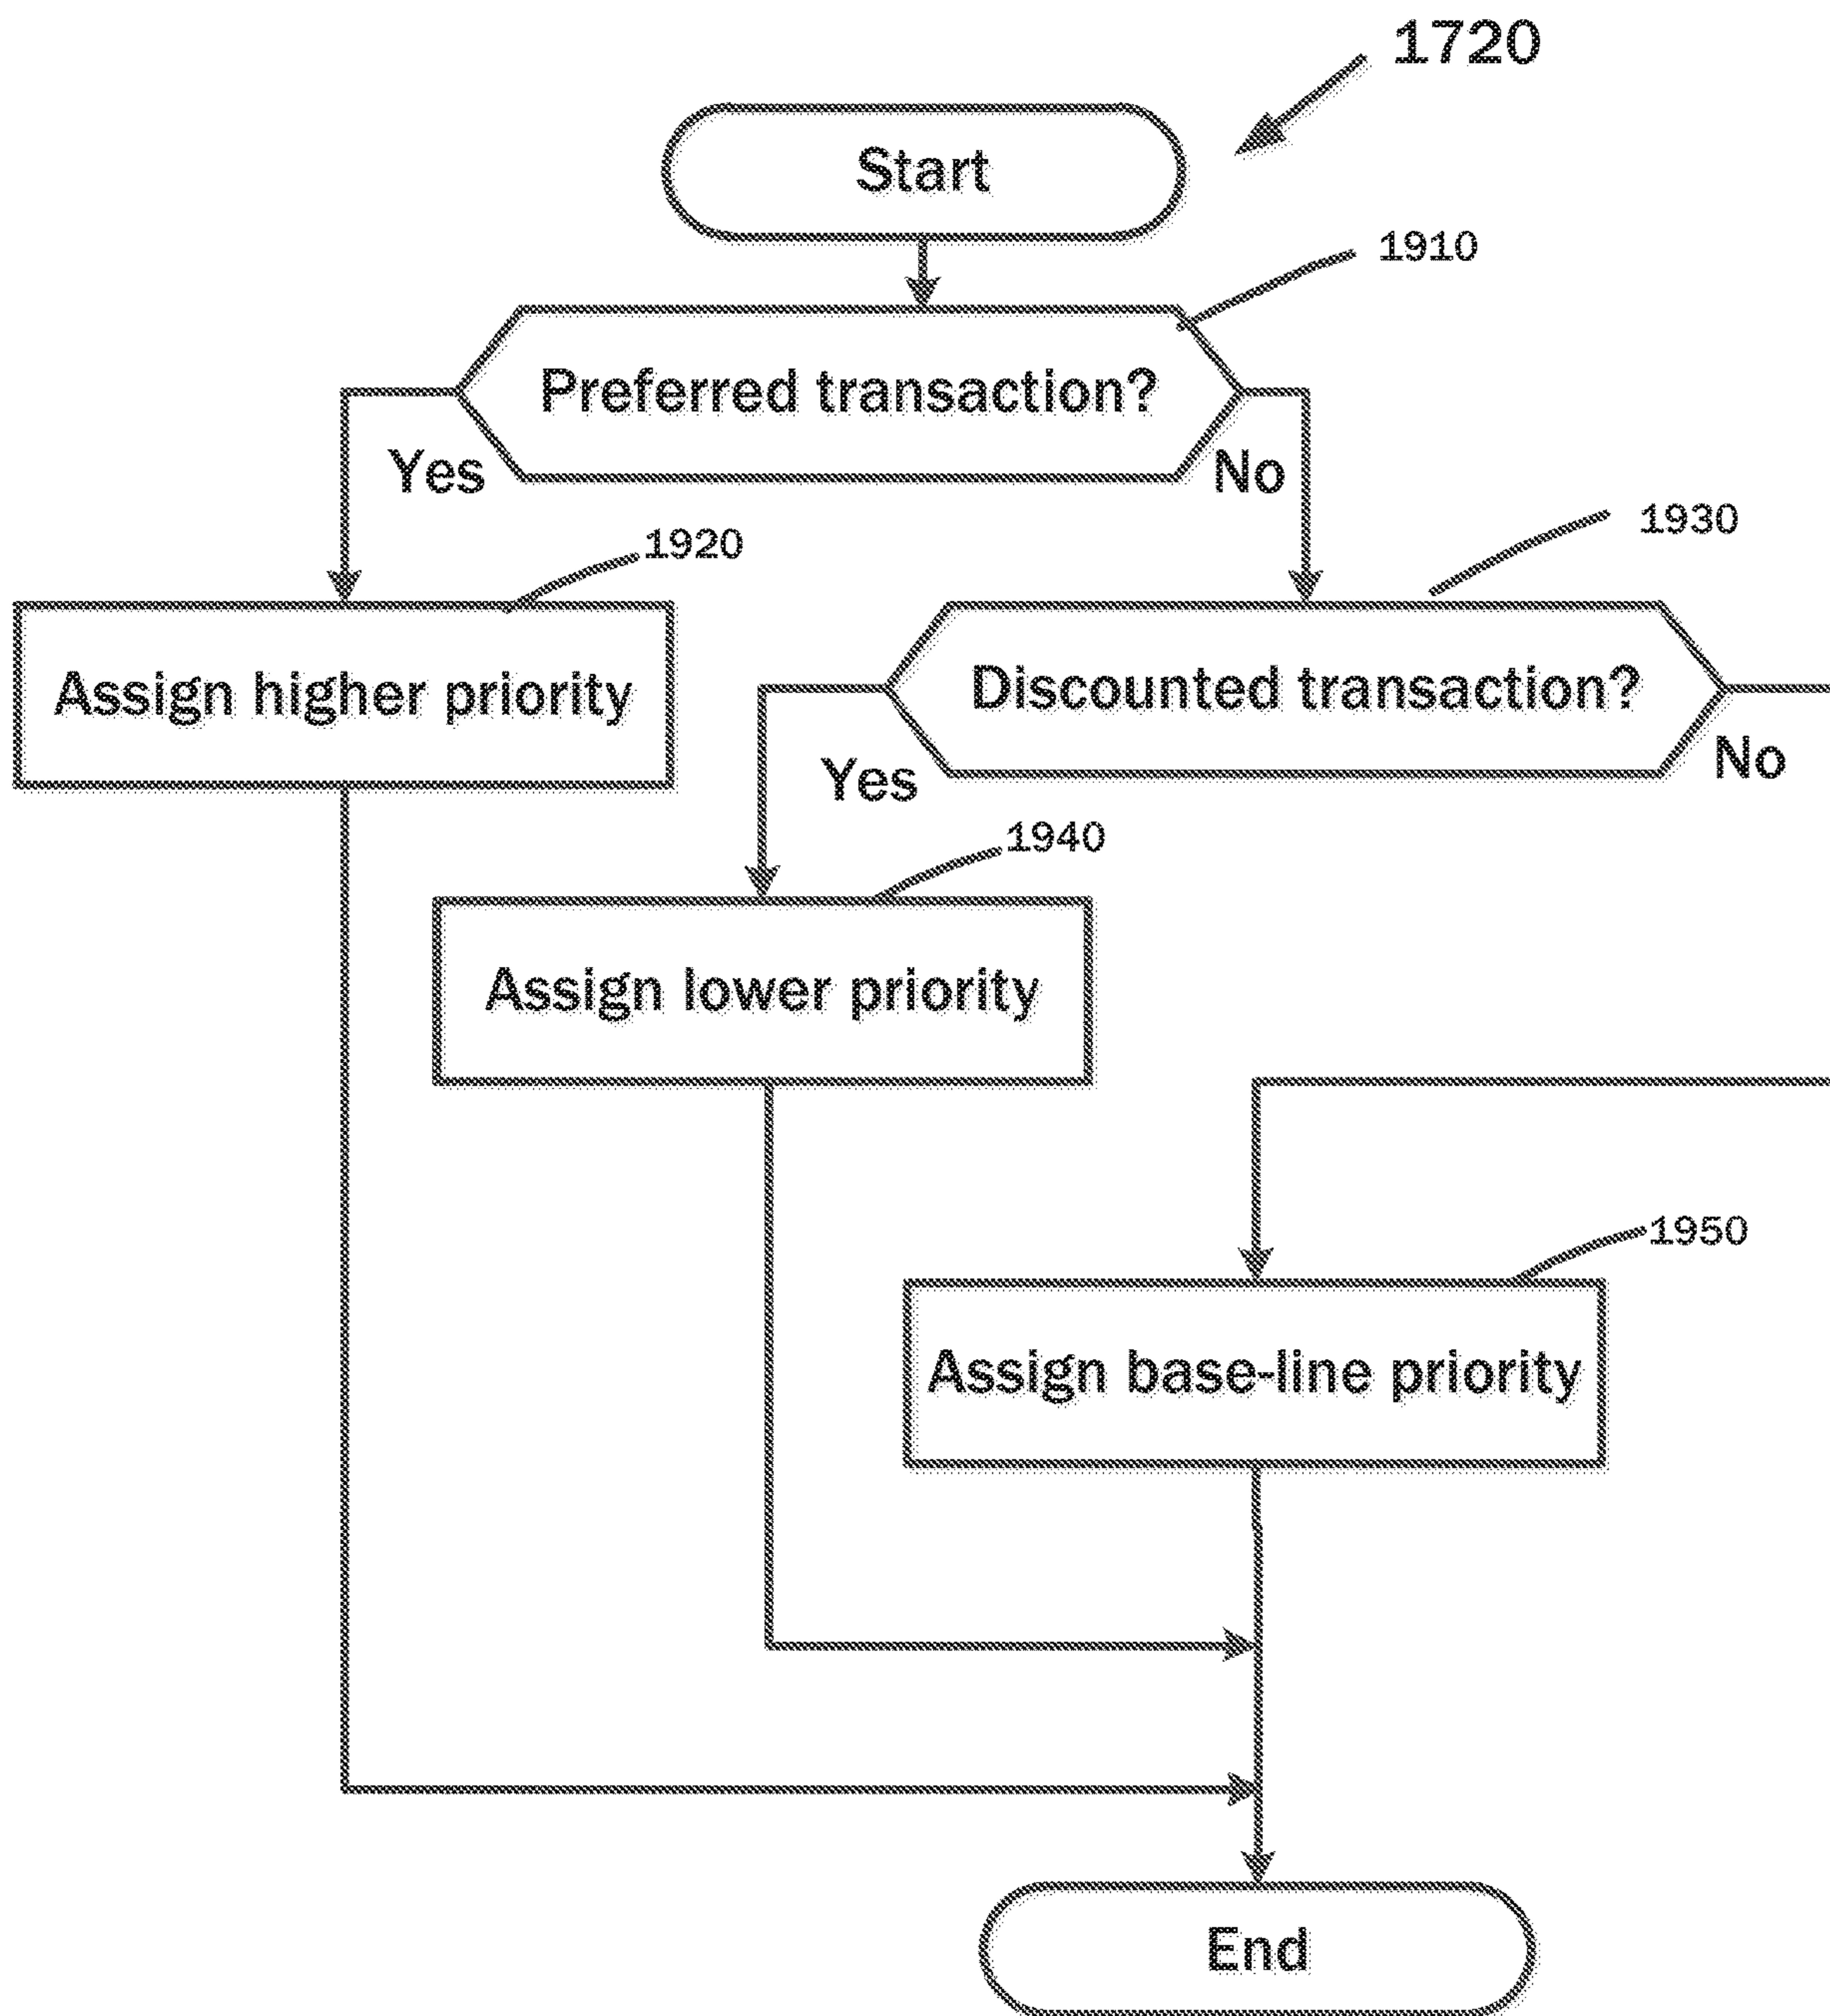 1720
Start
1910
Preferred transaction?
Yes
No
1920
1930
Assign higher priority
Discounted transaction?
Yes
No
1940
Assign lower priority
1950
Assign base-line priority
End